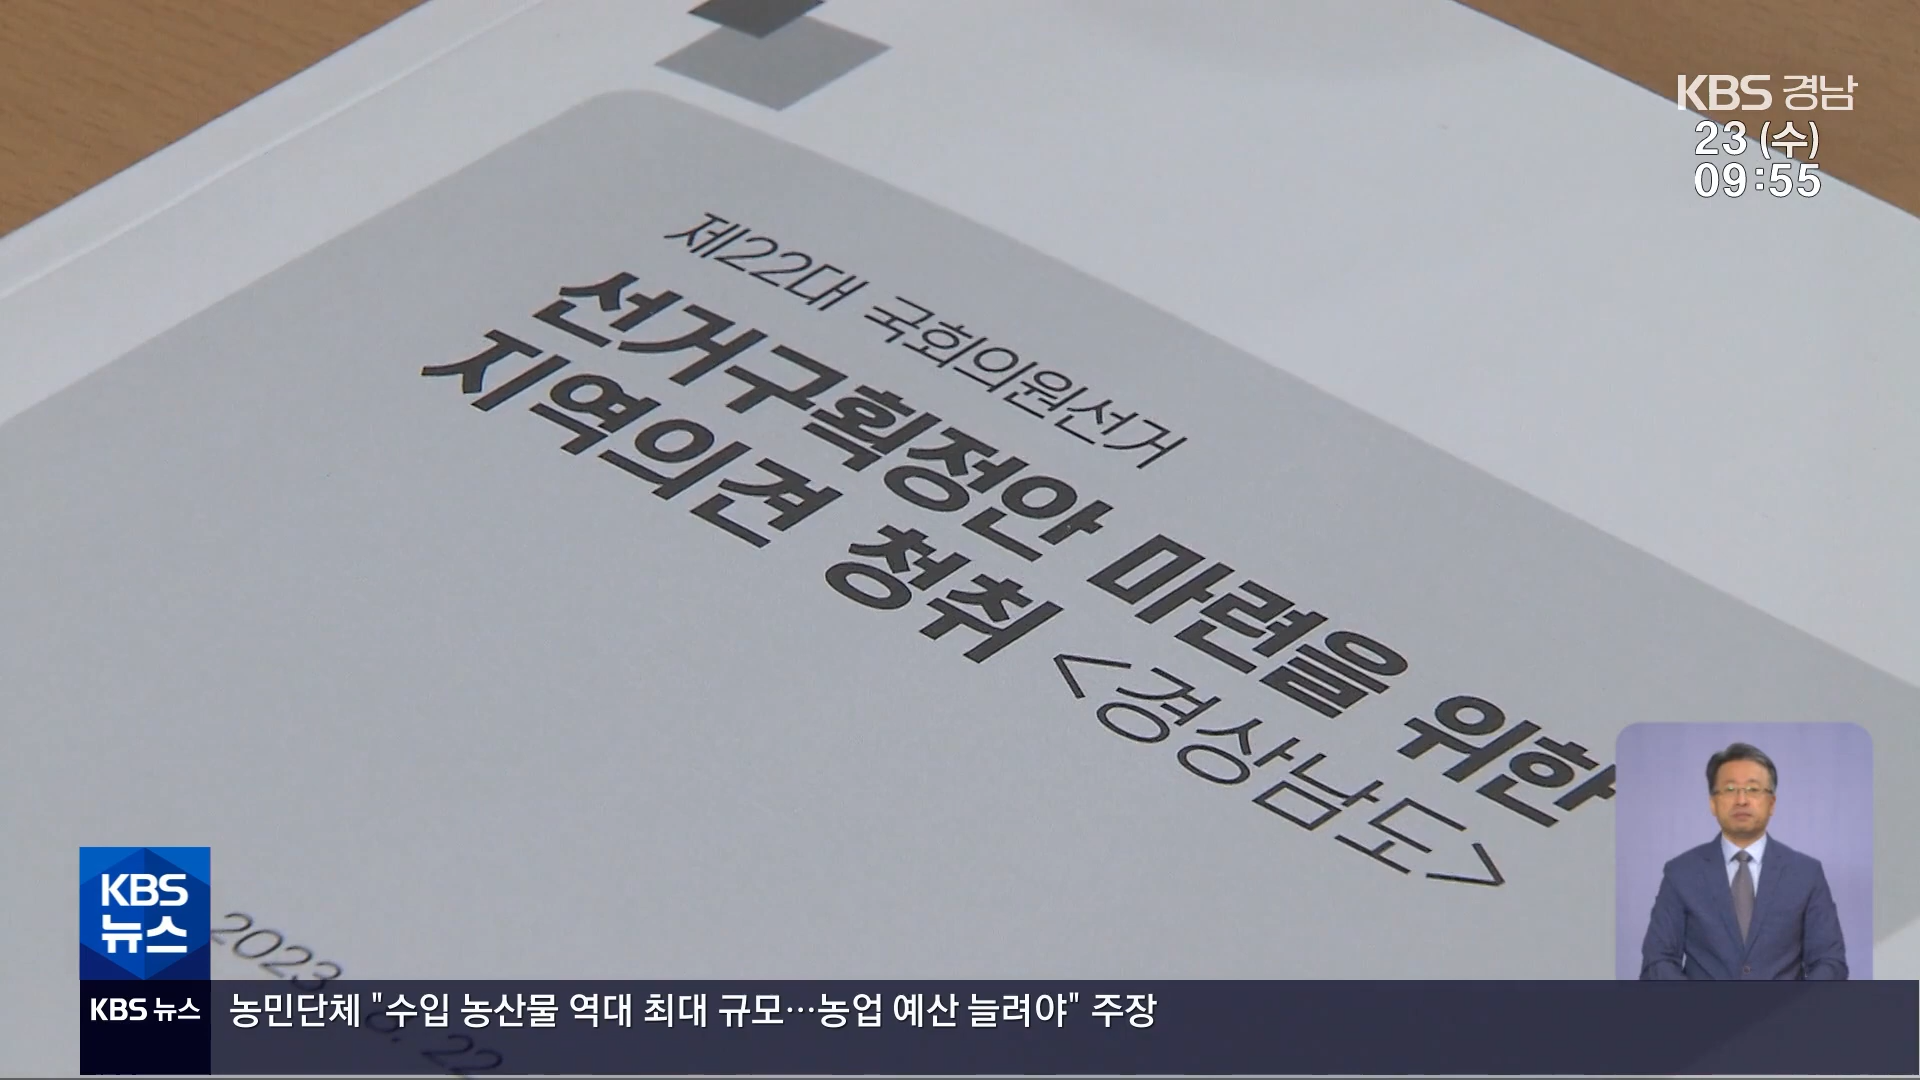 KBS 경남
23 (수)
09:55
제22대 국회의원선거
선거구획정안 마련을 위한
지역의견 청취 <경상남도>
2023
22
KBS
뉴스
KBS 뉴스
농민단체 "수입 농산물 역대 최대 규모…농업 예산 늘려야" 주장